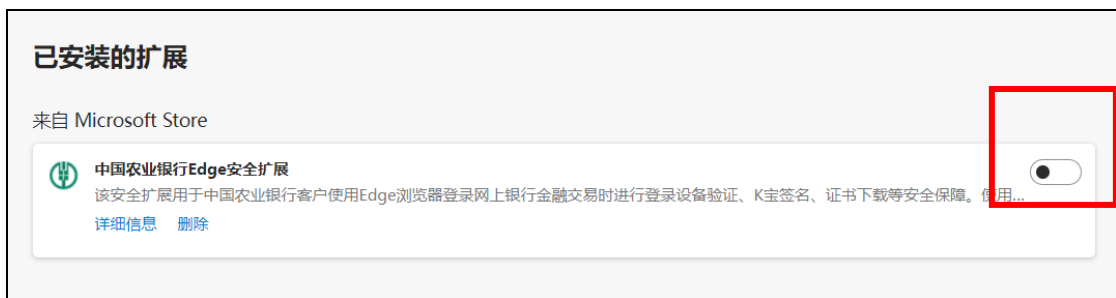 已安装的扩展
来自 Microsoft Store
中国农业银行Edge安全扩展
该安全扩展用于中国农业银行客户使用Edge浏览器登录网上银行金融交易时进行登录设备验证、K宝签名、证书下载等安全保障。使用...
详细信息 删除